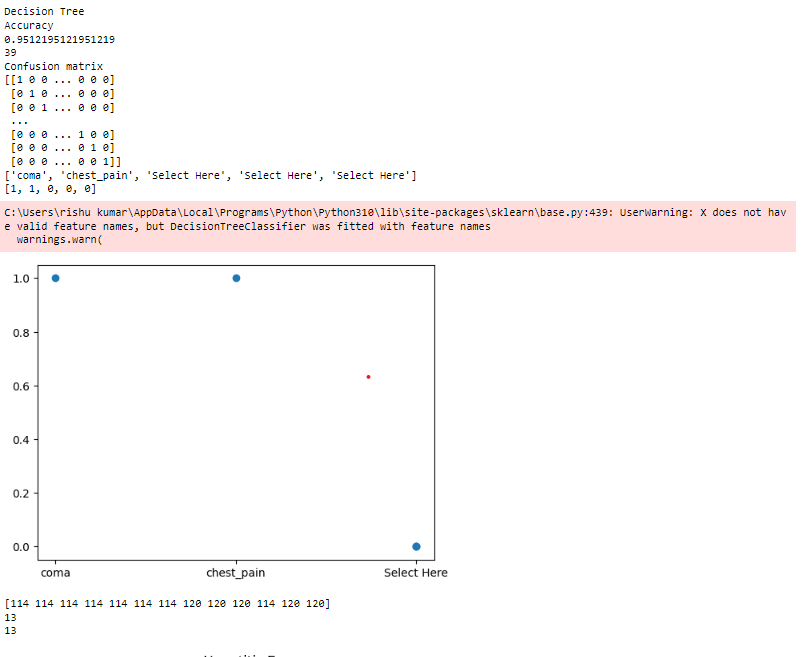 Decision Tree
Accuracy
0.9512195121951219
39
Confusion matrix
[[1 0 0 ... 0 0 0]
[0 1 0 ... 0 0 0]
[0 0 1 ... 0 0 0]
...
[0 0 0 ... 1 0 0]
[0 0 0 ... 0 1 0]
[0 0 0 ... 0 0 1]]
['coma', 'chest_pain', 'Select Here', 'Select Here', 'Select Here']
[1, 1, 0, 0, 0]
C:\Users\rishu kumar\AppData\Local\Programs\Python\Python310\lib\site-packages\sklearn\base.py:439: UserWarning: X does not hav
e valid feature names, but DecisionTreeClassifier was fitted with feature names
warnings.warn(
1.0
0.8
0.6
0.4
0.2
0.0
coma chest_pain Select Here
[114 114 114 114 114 114 114 120 120 120 114 120 120]
13
13